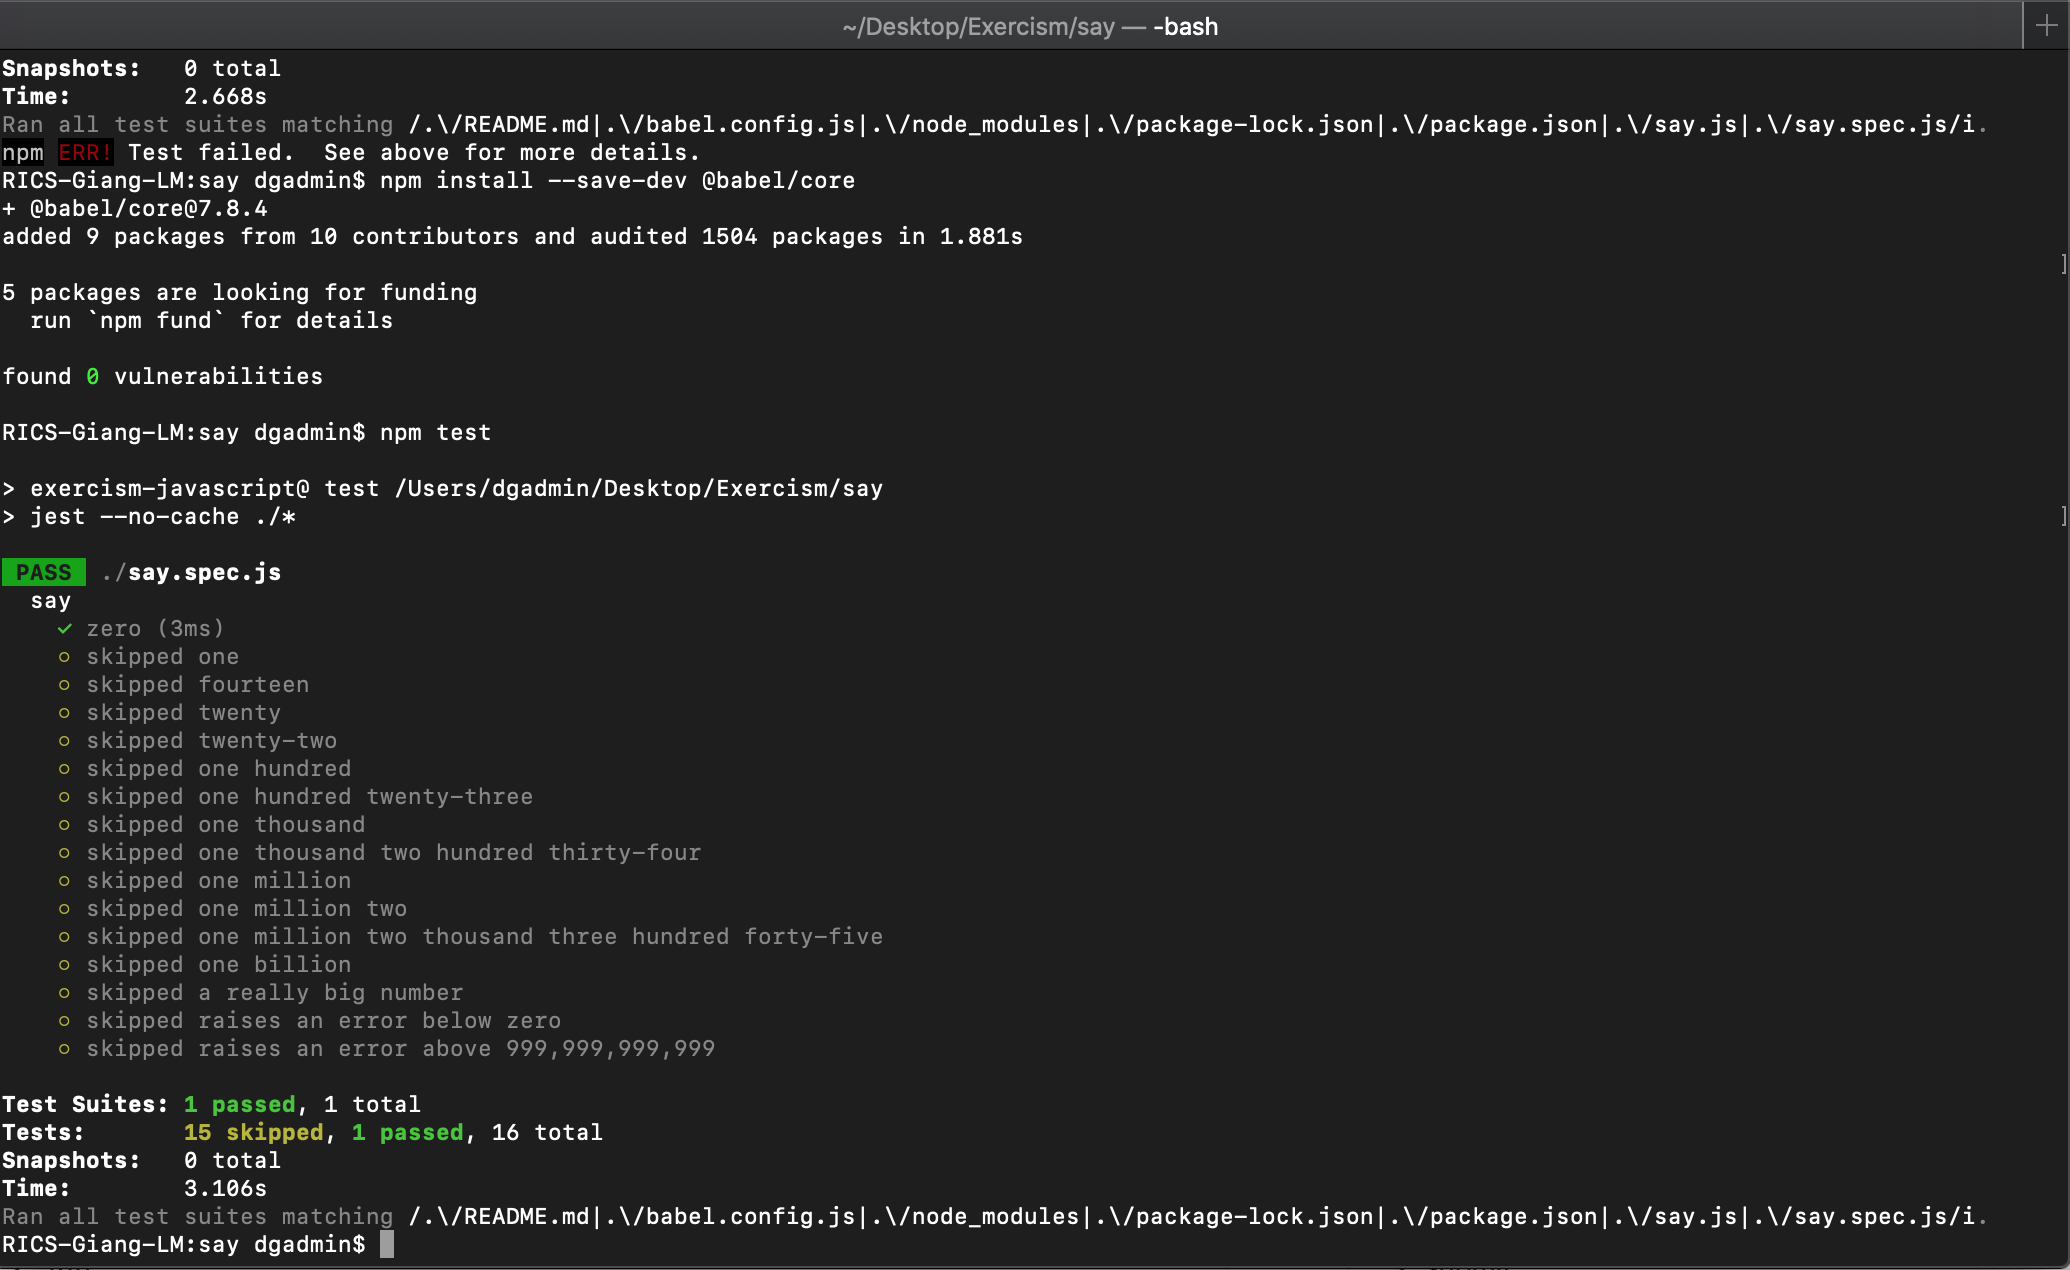 ~/Desktop/Exercism/say — -bash
Snapshots:   0 total
Time:        2.668s
Ran all test suites matching /.\/README.md|.\/babel.config.js|.\/node_modules|.\/package-lock.json|.\/package.json|.\/say.js|.\/say.spec.js/i.
npm ERR! Test failed.  See above for more details.
RICS-Giang-LM:say dgadmin$ npm install --save-dev @babel/core
+ @babel/core@7.8.4
added 9 packages from 10 contributors and audited 1504 packages in 1.881s
]
5 packages are looking for funding
  run `npm fund` for details
found 0 vulnerabilities
RICS-Giang-LM:say dgadmin$ npm test
> exercism-javascript@ test /Users/dgadmin/Desktop/Exercism/say
> jest --no-cache ./*
]
PASS ./say.spec.js
  say
    ✓ zero (3ms)
    ○ skipped one
    ○ skipped fourteen
    ○ skipped twenty
    ○ skipped twenty-two
    ○ skipped one hundred
    ○ skipped one hundred twenty-three
    ○ skipped one thousand
    ○ skipped one thousand two hundred thirty-four
    ○ skipped one million
    ○ skipped one million two
    ○ skipped one million two thousand three hundred forty-five
    ○ skipped one billion
    ○ skipped a really big number
    ○ skipped raises an error below zero
    ○ skipped raises an error above 999,999,999,999
Test Suites: 1 passed, 1 total
Tests:       15 skipped, 1 passed, 16 total
Snapshots:   0 total
Time:        3.106s
Ran all test suites matching /.\/README.md|.\/babel.config.js|.\/node_modules|.\/package-lock.json|.\/package.json|.\/say.js|.\/say.spec.js/i.
RICS-Giang-LM:say dgadmin$